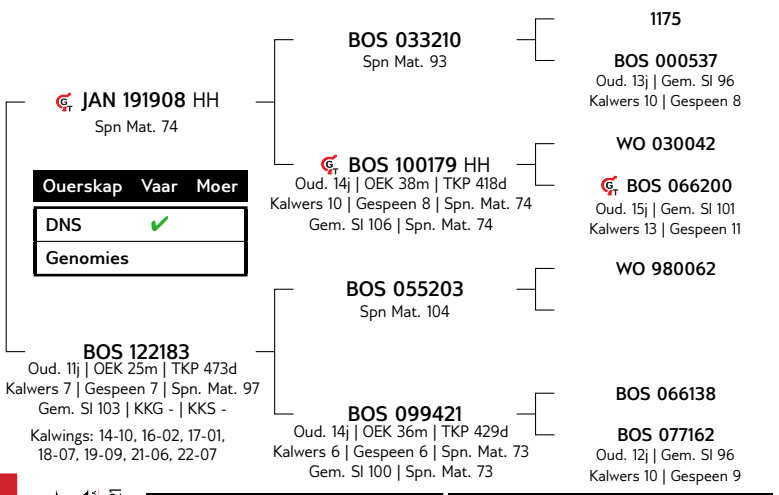 1175
BOS 033210
Spn Mat. 93
BOS 000537
Oud. 13j | Gem. SI 96
Kalwers 10 | Gespeen 8
GT JAN 191908 HH
Spn Mat. 74
WO 030042
GT BOS 100179 HH
Oud. 14j | OEK 38m | TKP 418d
Kalwers 10 | Gespeen 8 | Spn. Mat. 74
Gem. SI 106 | Spn. Mat. 74
GT BOS 066200
Oud. 15j | Gem. SI 101
Kalwers 13 | Gespeen 11
Ouerskap Vaar Moer
DNS ✔
Genomies
WO 980062
BOS 055203
Spn Mat. 104
BOS 122183
Oud. 11j | OEK 25m | TKP 473d
Kalwers 7 | Gespeen 7 | Spn. Mat. 97
Gem. SI 103 | KKG - | KKS -
Kalwings: 14-10, 16-02, 17-01,
18-07, 19-09, 21-06, 22-07
BOS 066138
BOS 099421
Oud. 14j | OEK 36m | TKP 429d
Kalwers 6 | Gespeen 6 | Spn. Mat. 73
Gem. SI 100 | Spn. Mat. 73
BOS 077162
Oud. 12j | Gem. SI 96
Kalwers 10 | Gespeen 9